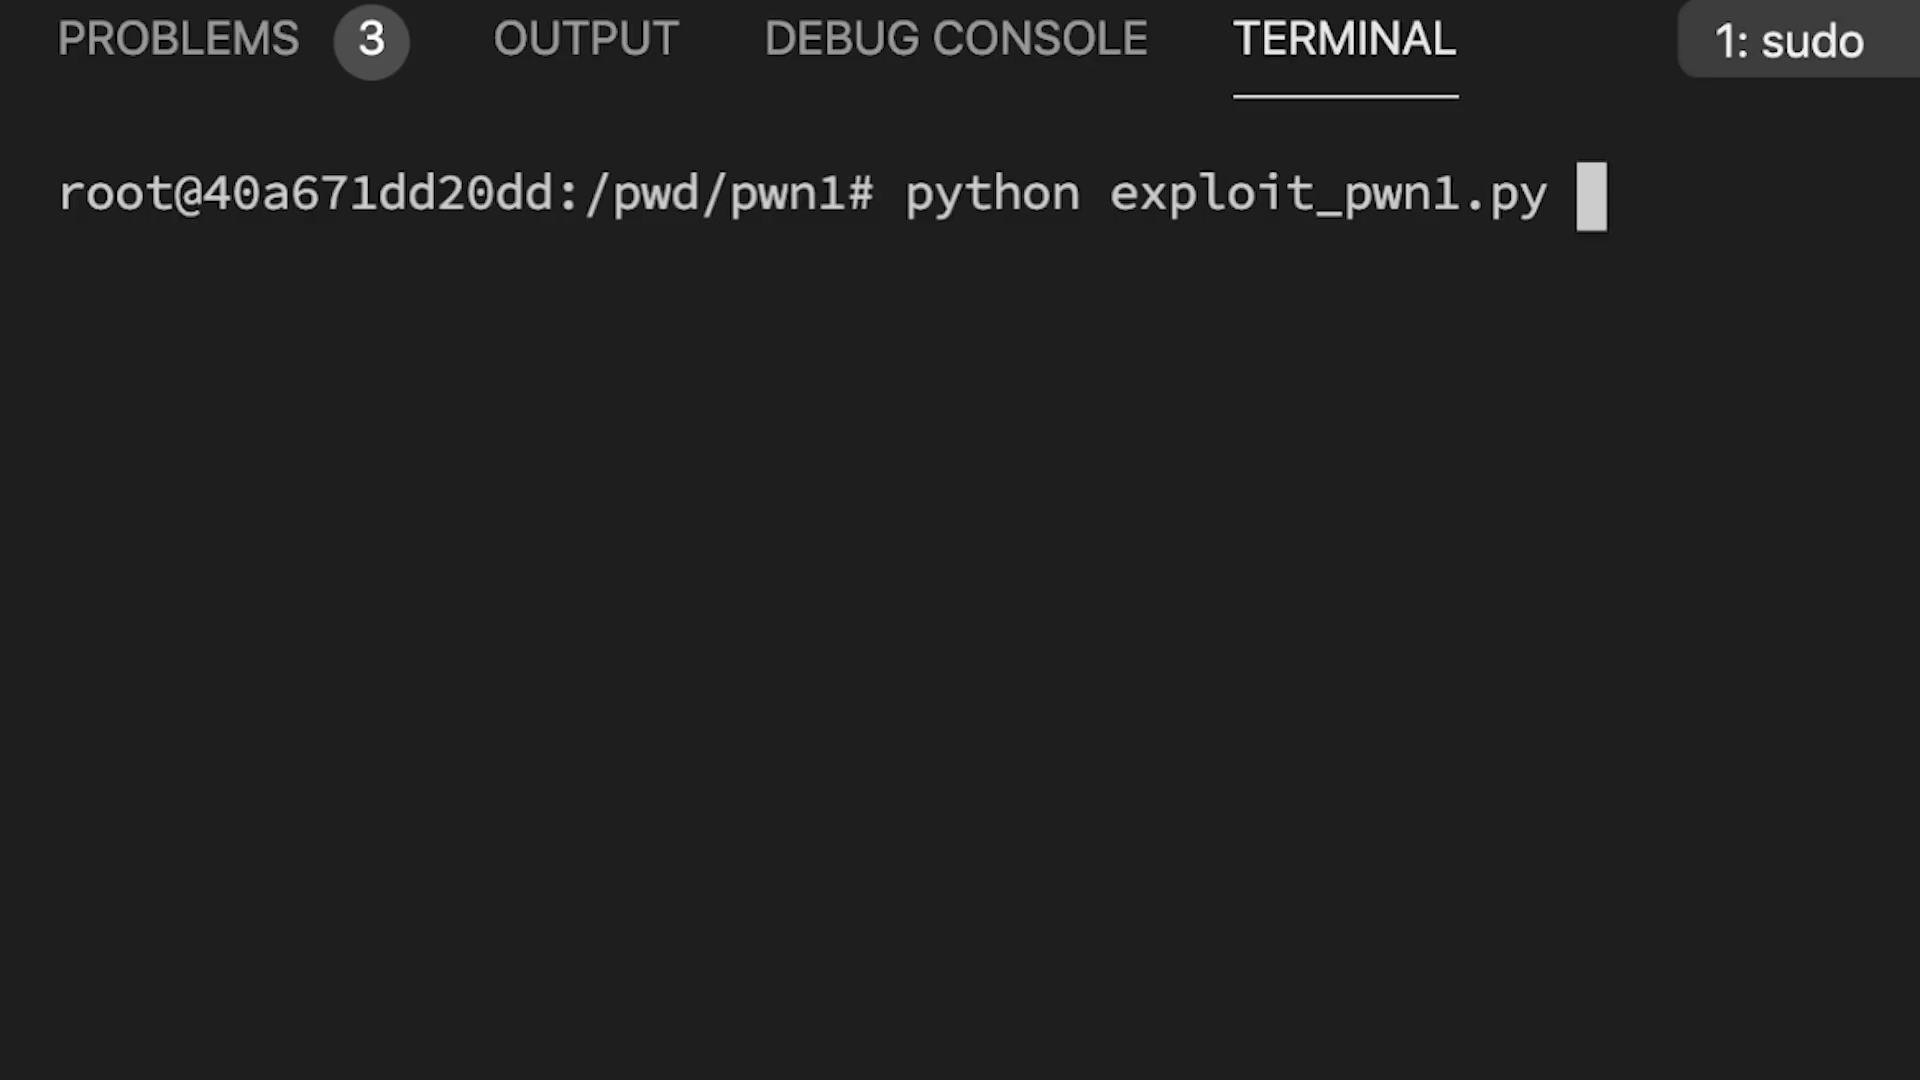 PROBLEMS 3 OUTPUT DEBUG CONSOLE TERMINAL 1: sudo
root@40a671dd20dd:/pwd/pwn1# python exploit_pwn1.py